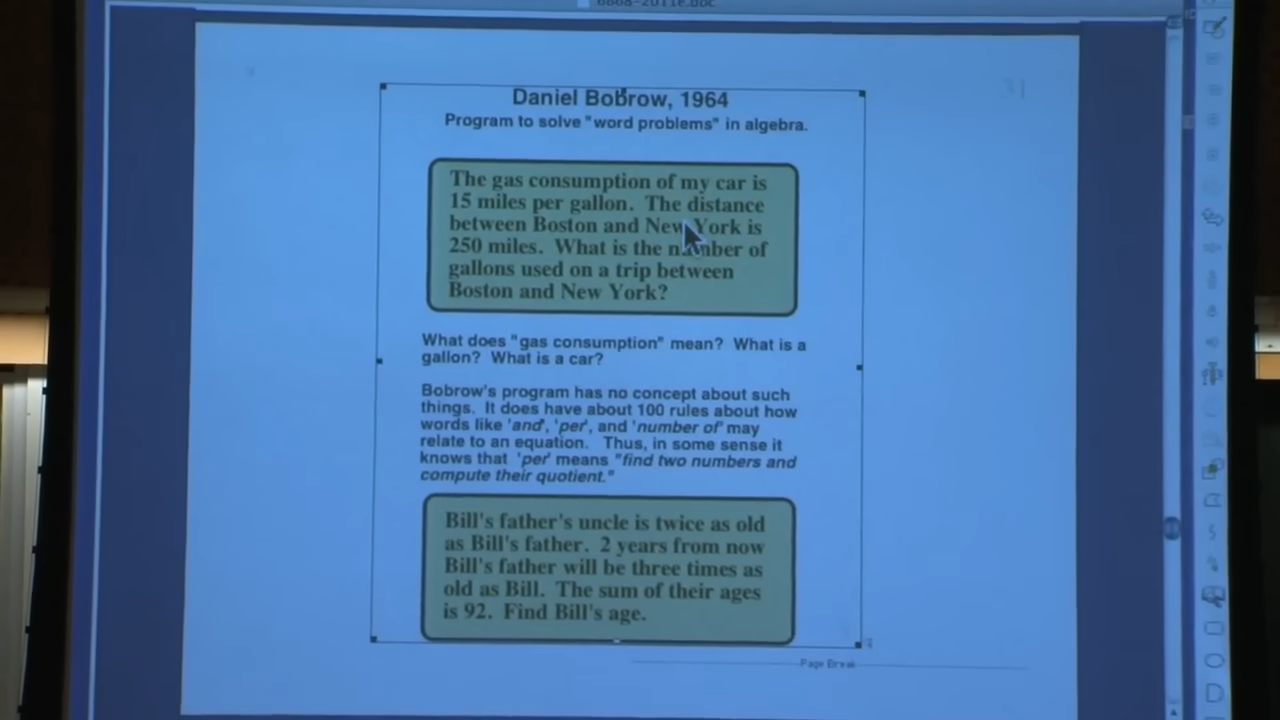 6868-2011e.doc
Daniel Bobrow, 1964
Program to solve "word problems" in algebra.
The gas consumption of my car is
15 miles per gallon. The distance
between Boston and New York is
250 miles. What is the number of
gallons used on a trip between
Boston and New York?
What does "gas consumption" mean? What is a
gallon? What is a car?
Bobrow's program has no concept about such
things. It does have about 100 rules about how
words like 'and', 'per', and 'number of' may
relate to an equation. Thus, in some sense it
knows that 'per' means "find two numbers and
compute their quotient."
Bill's father's uncle is twice as old
as Bill's father. 2 years from now
Bill's father will be three times as
old as Bill. The sum of their ages
is 92. Find Bill's age.
Page Break